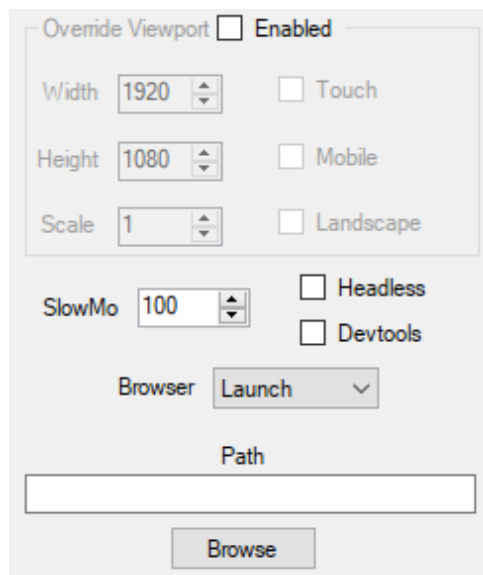 Override Viewport Enabled
Width 1920 Touch
Height 1080 Mobile
Scale 1 Landscape
SlowMo 100 Headless
Devtools
Browser Launch
Path
Browse